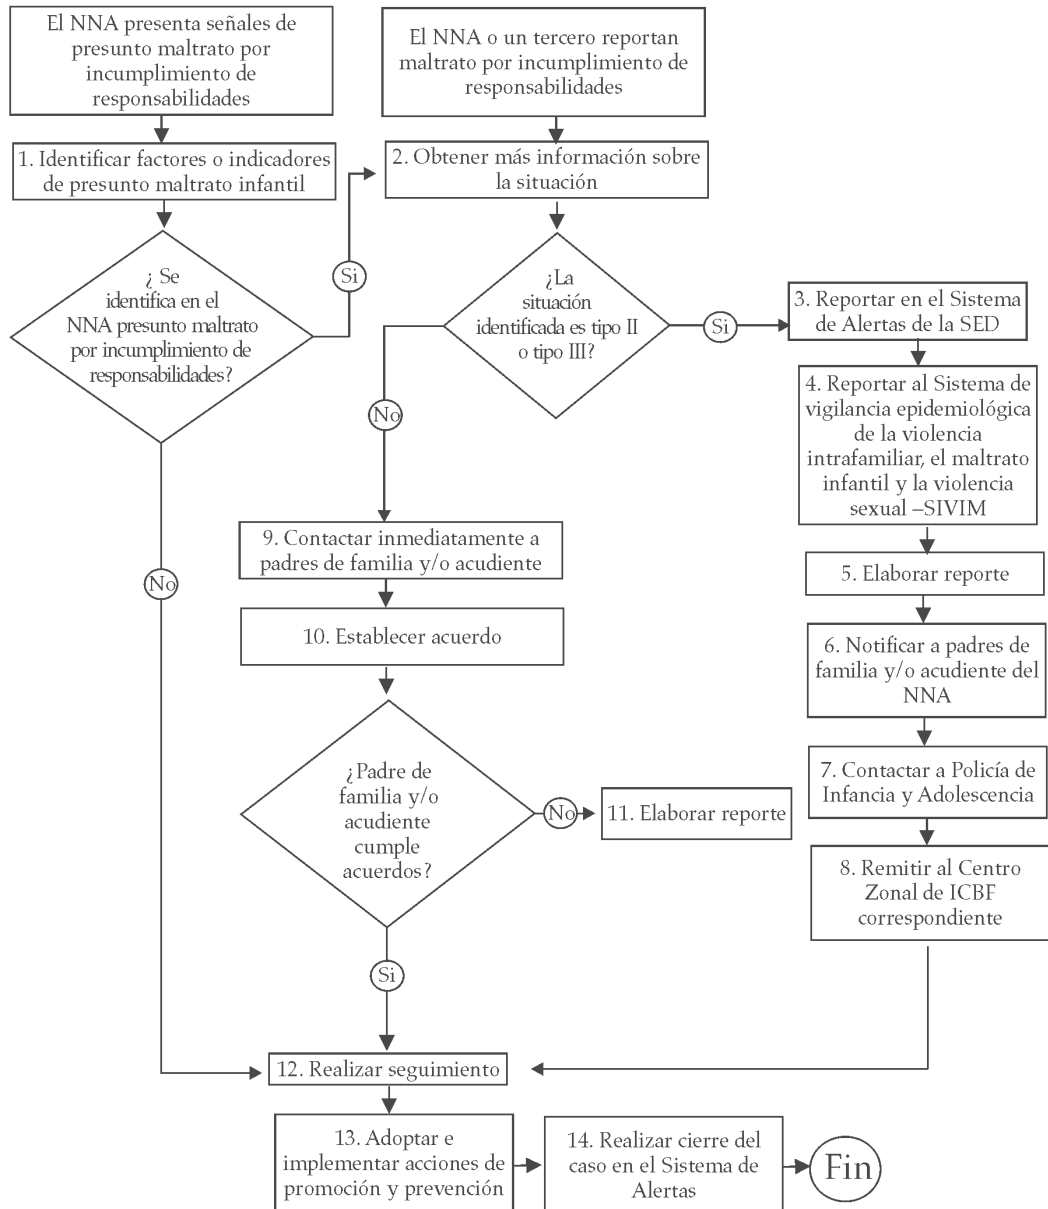 El NNA presenta señales de
presunto maltrato por
incumplimiento de
responsabilidades
El NNA o un tercero reportan
maltrato por incumplimiento de
responsabilidades
1. Identificar factores o indicadores
de presunto maltrato infantil
2. Obtener más información sobre
la situación
¿ Se
identifica en el
NNA presunto maltrato
por incumplimiento de
responsabilidades?
Si
¿La
situación
identificada es tipo II
o tipo III?
Si
3. Reportar en el Sistema
de Alertas de la SED
4. Reportar al Sistema de
vigilancia epidemiológica
de la violencia
intrafamiliar, el maltrato
infantil y la violencia
sexual –SIVIM
No
9. Contactar inmediatamente a
padres de familia y/o acudiente
No
5. Elaborar reporte
10. Establecer acuerdo
6. Notificar a padres de
familia y/o acudiente del
NNA
¿Padre de
familia y/o
acudiente
cumple
acuerdos?
No
11. Elaborar reporte
7. Contactar a Policía de
Infancia y Adolescencia
8. Remitir al Centro
Zonal de ICBF
correspondiente
Si
12. Realizar seguimiento
13. Adoptar e
implementar acciones de
promoción y prevención
14. Realizar cierre del
caso en el Sistema de
Alertas
Fin